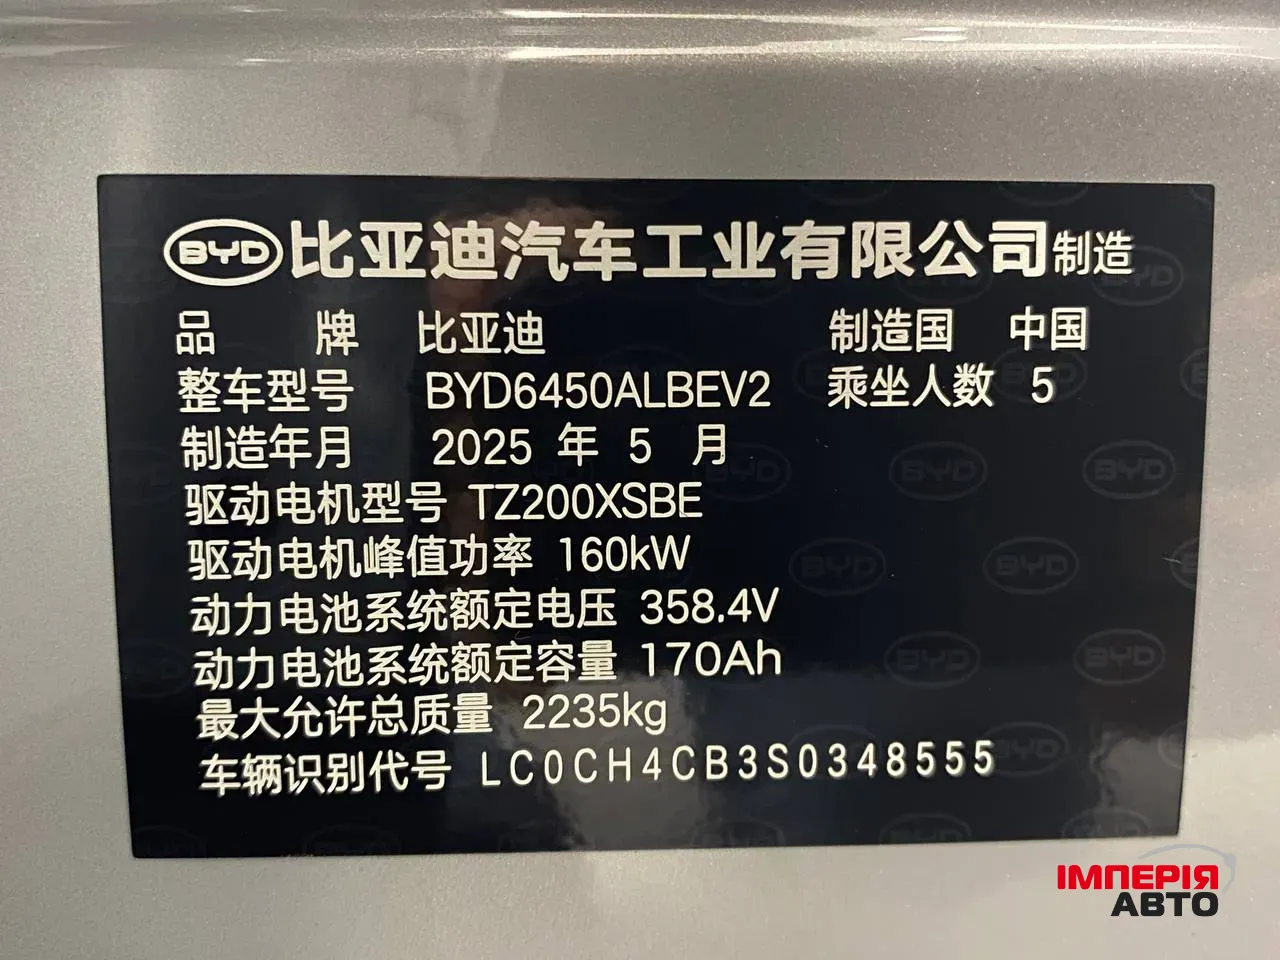 BYD 比亚迪汽车工业有限公司制造
品牌 比亚迪 制造国 中国
整车型号 BYD6450ALBEV2 乘坐人数 5
制造年月 2025 年 5 月
驱动电机型号 TZ200XSBE
驱动电机峰值功率 160kW
动力电池系统额定电压 358.4V
动力电池系统额定容量 170Ah
最大允许总质量 2235kg
车辆识别代号 LC0CH4CB3S0348555
ІМПЕРІЯ
АВТО